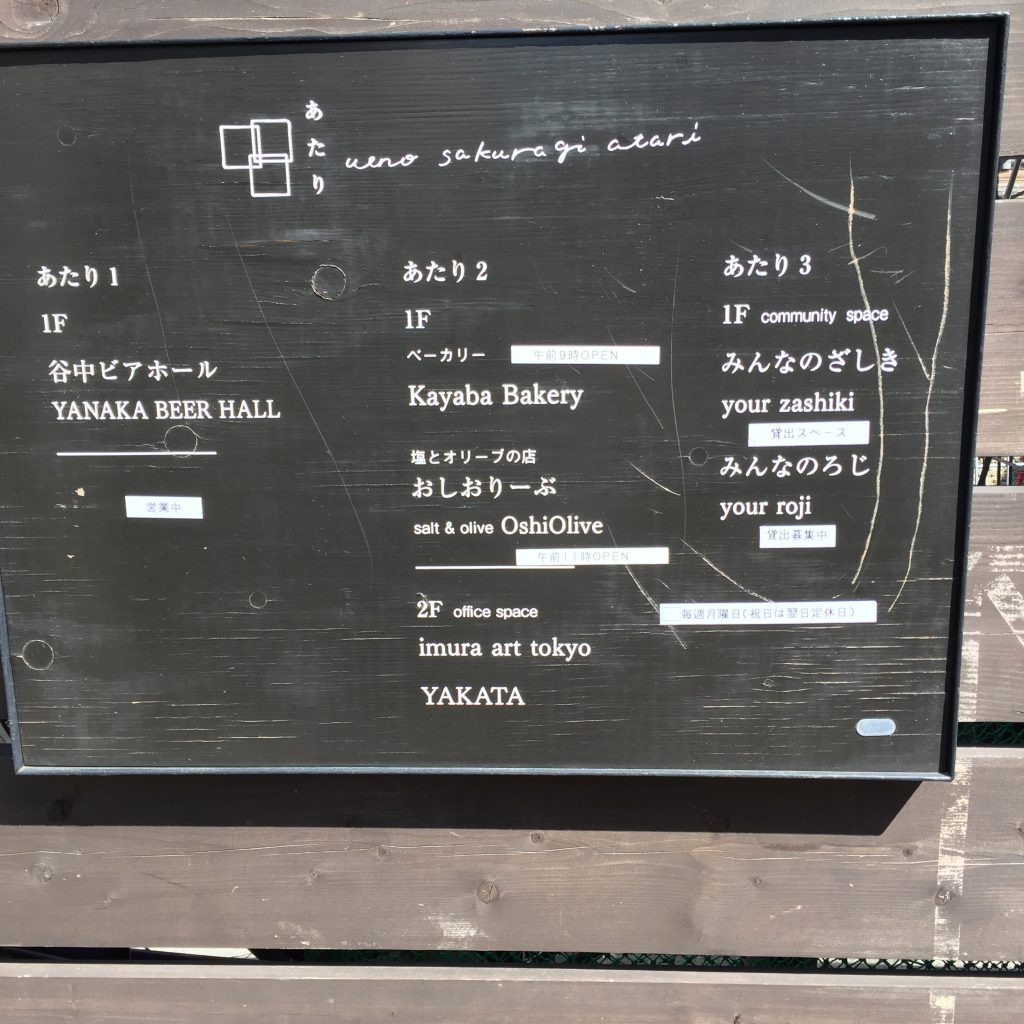 あたり
ueno sakuragi atari
あたり1
1F
谷中ビアホール
YANAKA BEER HALL
営業中
あたり2
1F
ベーカリー 午前9時OPEN
Kayaba Bakery
塩とオリーブの店
おしおりーぶ
salt & olive OshiOlive
午前11時OPEN
2F office space
imura art tokyo
YAKATA
あたり3
1F community space
みんなのざしき
your zashiki
貸出スペース
みんなのろじ
your roji
貸出募集中
毎週月曜日(祝日は翌日定休日)